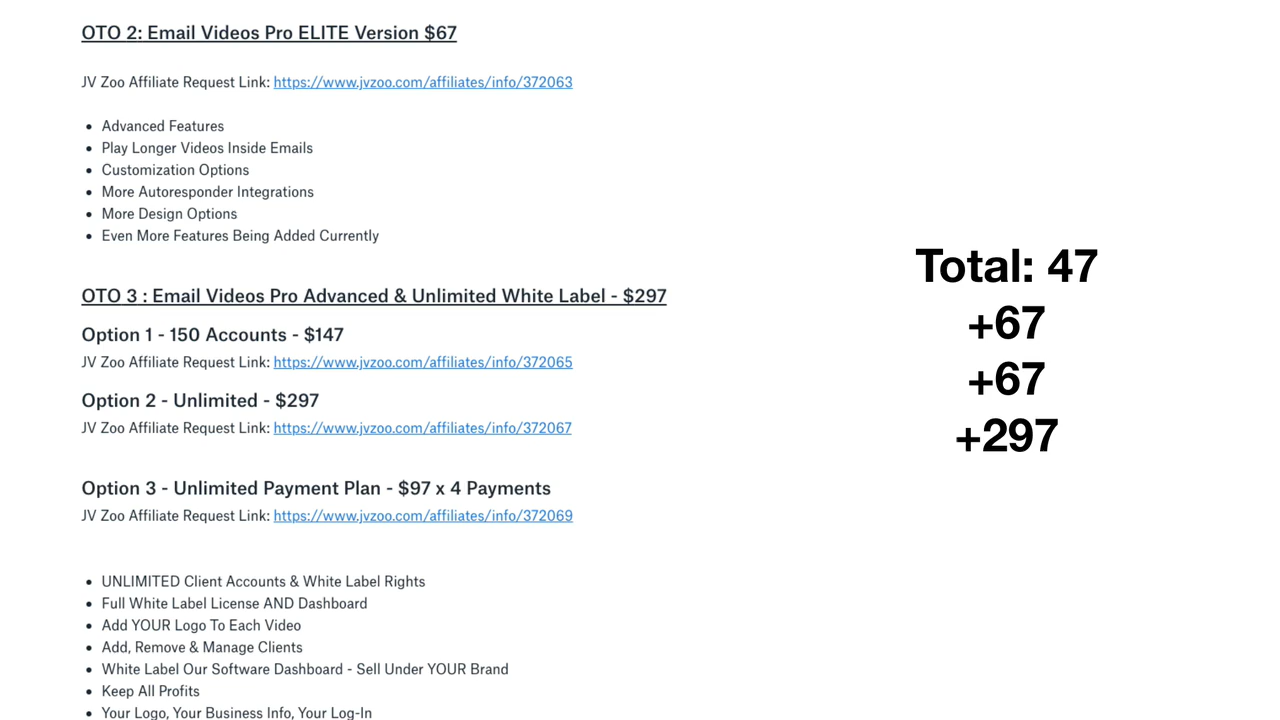 OTO 2: Email Videos Pro ELITE Version $67
JV Zoo Affiliate Request Link: https://www.jvzoo.com/affiliates/info/372063
• Advanced Features
• Play Longer Videos Inside Emails
• Customization Options
• More Autoresponder Integrations
• More Design Options
• Even More Features Being Added Currently
OTO 3 : Email Videos Pro Advanced & Unlimited White Label - $297
Option 1 - 150 Accounts - $147
JV Zoo Affiliate Request Link: https://www.jvzoo.com/affiliates/info/372065
Option 2 - Unlimited - $297
JV Zoo Affiliate Request Link: https://www.jvzoo.com/affiliates/info/372067
Option 3 - Unlimited Payment Plan - $97 x 4 Payments
JV Zoo Affiliate Request Link: https://www.jvzoo.com/affiliates/info/372069
• UNLIMITED Client Accounts & White Label Rights
• Full White Label License AND Dashboard
• Add YOUR Logo To Each Video
• Add, Remove & Manage Clients
• White Label Our Software Dashboard - Sell Under YOUR Brand
• Keep All Profits
• Your Logo, Your Business Info, Your Log-In
Total: 47
+67
+67
+297